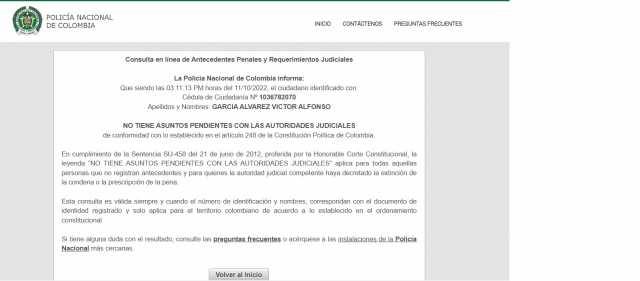 POLICÍA NACIONAL
DE COLOMBIA
INICIO CONTÁCTENOS PREGUNTAS FRECUENTES
Consulta en línea de Antecedentes Penales y Requerimientos Judiciales
La Policía Nacional de Colombia informa:
Que siendo las 03:11:13 PM horas del 11/10/2022, el ciudadano identificado con:
Cédula de Ciudadanía Nº 1036782070
Apellidos y Nombres: GARCIA ALVAREZ VICTOR ALFONSO
NO TIENE ASUNTOS PENDIENTES CON LAS AUTORIDADES JUDICIALES
de conformidad con lo establecido en el artículo 248 de la Constitución Política de Colombia.
En cumplimiento de la Sentencia SU-458 del 21 de junio de 2012, proferida por la Honorable Corte Constitucional, la
leyenda "NO TIENE ASUNTOS PENDIENTES CON LAS AUTORIDADES JUDICIALES" aplica para todas aquellas
personas que no registran antecedentes y para quienes la autoridad judicial competente haya decretado la extinción de
la condena o la prescripción de la pena.
Esta consulta es válida siempre y cuando el número de identificación y nombres, correspondan con el documento de
identidad registrado y solo aplica para el territorio colombiano de acuerdo a lo establecido en el ordenamiento
constitucional.
Si tiene alguna duda con el resultado, consulte las preguntas frecuentes o acérquese a las instalaciones de la Policía
Nacional más cercanas.
Volver al Inicio